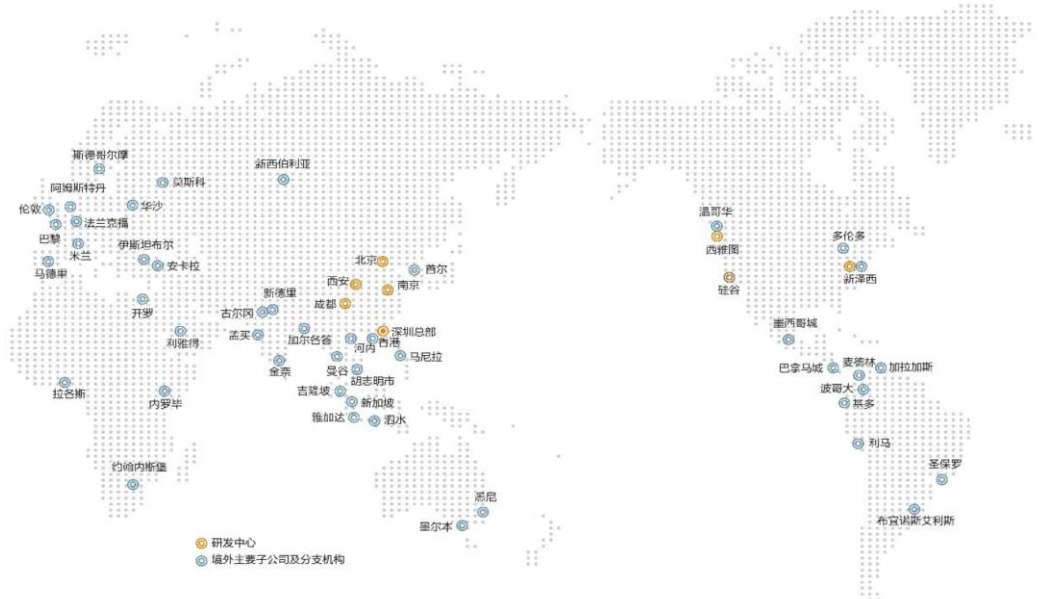 斯德哥尔摩
新西伯利亚
莫斯科
阿姆斯特丹
伦敦
华沙
法兰克福
巴黎
米兰
伊斯坦布尔
马德里
安卡拉
北京
首尔
西安
南京
新德里
成都
古尔冈
开罗
孟买
利雅得
加尔各答
深圳总部
河内
香港
马尼拉
金奈
曼谷
胡志明市
拉各斯
内罗毕
吉隆坡
新加坡
雅加达
泗水
约翰内斯堡
悉尼
墨尔本
温哥华
西雅图
多伦多
硅谷
新泽西
墨西哥城
巴拿马城
麦德林
加拉加斯
波哥大
基多
利马
圣保罗
布宜诺斯艾利斯
研发中心
境外主要子公司及分支机构